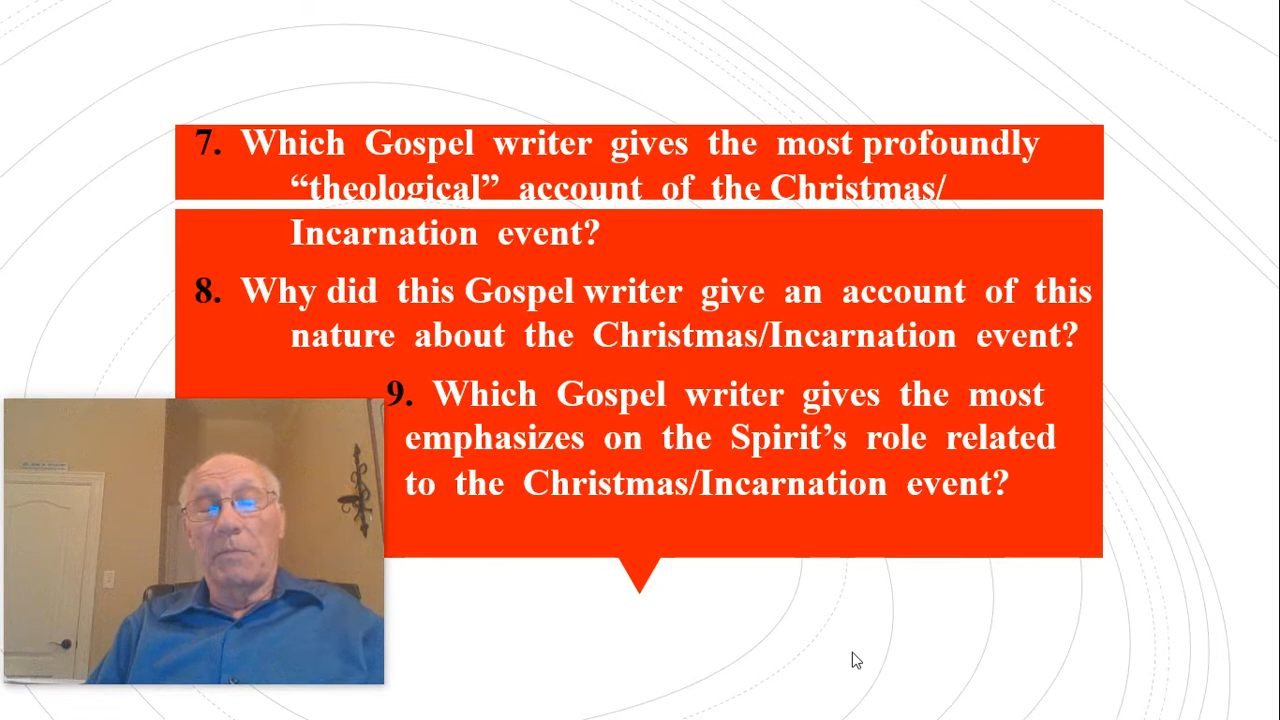 7. Which Gospel writer gives the most profoundly
“theological” account of the Christmas/
Incarnation event?
8. Why did this Gospel writer give an account of this
nature about the Christmas/Incarnation event?
9. Which Gospel writer gives the most
emphasizes on the Spirit’s role related
to the Christmas/Incarnation event?